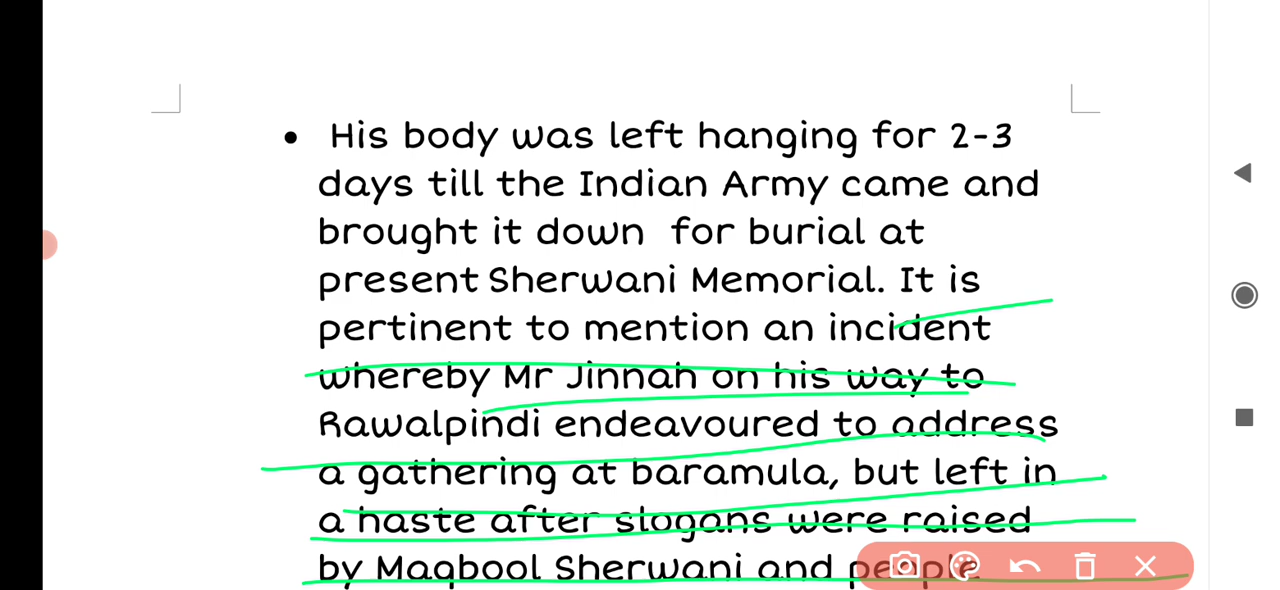 • His body was left hanging for 2-3
days till the Indian Army came and
brought it down for burial at
present Sherwani Memorial. It is
pertinent to mention an incident
whereby Mr Jinnah on his way to
Rawalpindi endeavoured to address
a gathering at baramula, but left in
a haste after slogans were raised
by Maqbool Sherwani and people